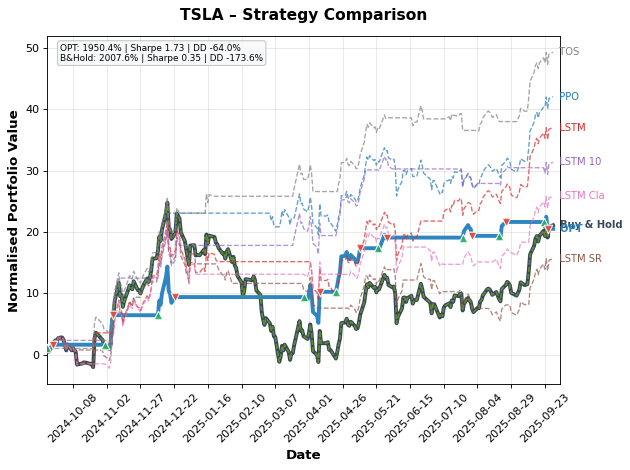 TSLA – Strategy Comparison
OPT: 1950.4% | Sharpe 1.73 | DD -64.0%
B&Hold: 2007.6% | Sharpe 0.35 | DD -173.6%
Normalised Portfolio Value
50
40
30
20
10
0
TOS
PPO
LSTM
LSTM 10
LSTM Cla
Buy & Hold
OPT
LSTM SR
2024-10-08
2024-11-02
2024-11-27
2024-12-22
2025-01-16
2025-02-10
2025-03-07
2025-04-01
2025-04-26
2025-05-21
2025-06-15
2025-07-10
2025-08-04
2025-08-29
2025-09-23
Date